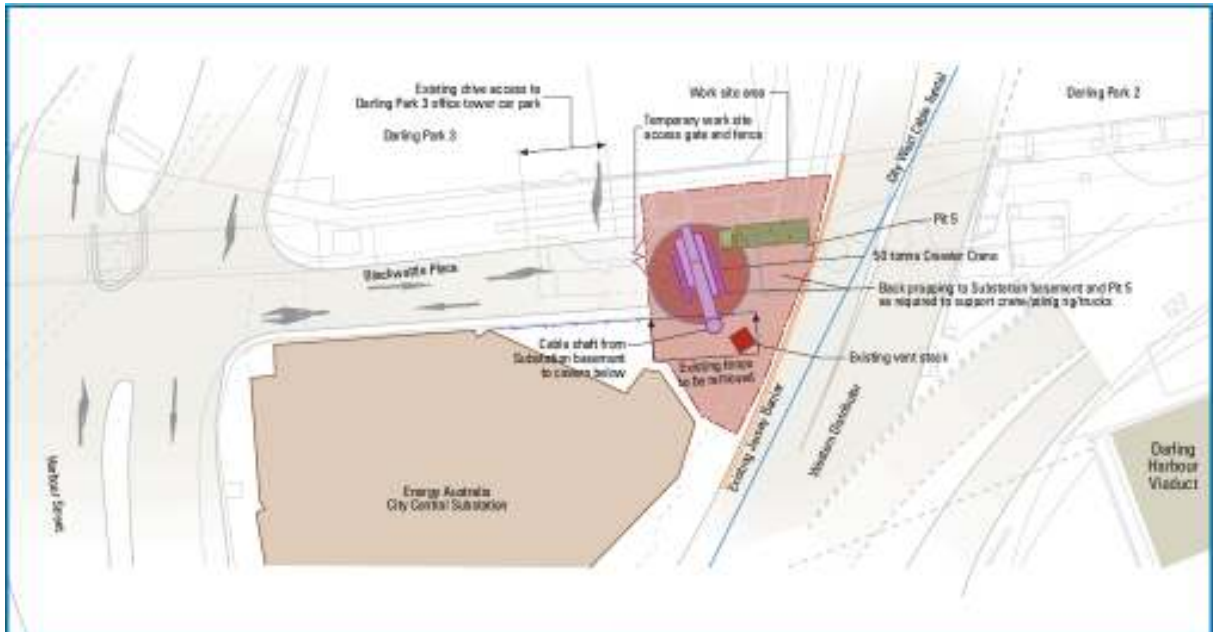 Existing drive access to
Darling Park 3 office tower car park
Darling Park 3
Work site area
Temporary work site
access gate and fence
City West Cable Tunnel
Darling Park 2
Pit 5
50 tonne Crawler Crane
Blackwattle Place
Back propping to Substation basement and Pit 5
as required to support crane/piling rig/trucks
Cable shaft from
Substation basement
to cavern below
Existing fence
to be removed
Existing vent stack
Existing Jersey Barrier
Western Distributor
Harbour Street
Energy Australia
City Central Substation
Darling
Harbour
Viaduct